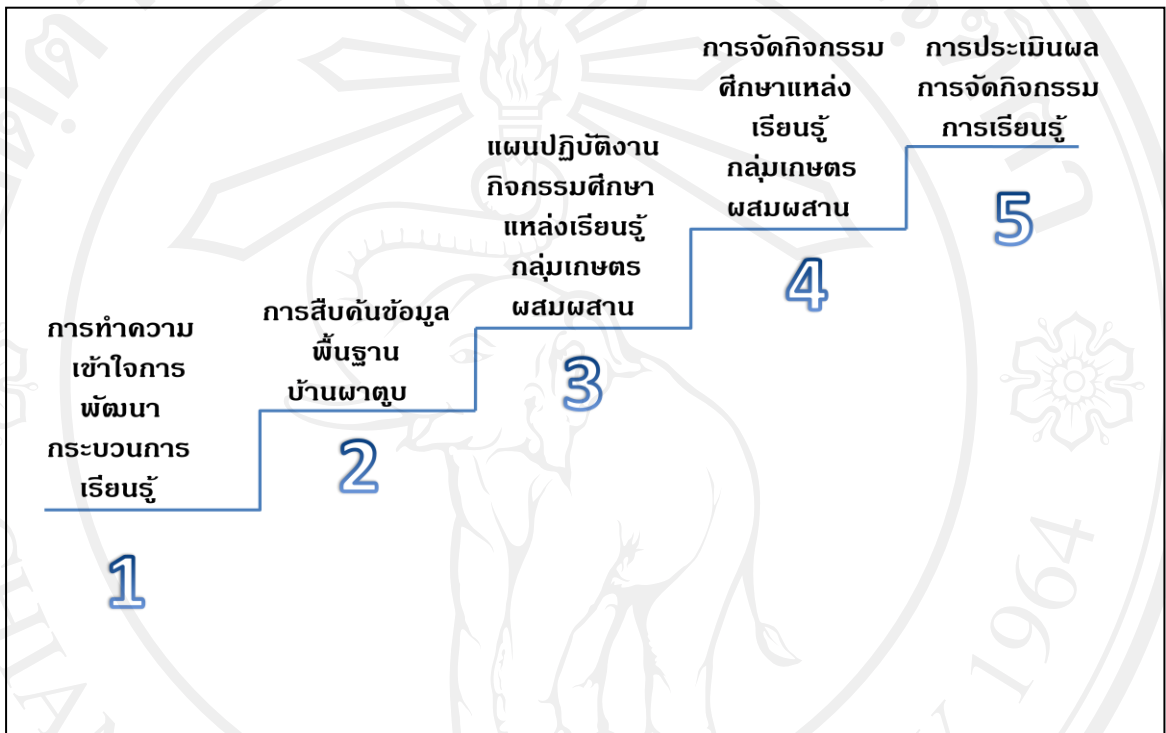 การทำความ
เข้าใจการ
พัฒนา
กระบวนการ
เรียนรู้
1
การสืบค้นข้อมูล
พื้นฐาน
บ้านผาตูบ
2
แผนปฏิบัติงาน
กิจกรรมศึกษา
แหล่งเรียนรู้
กลุ่มเกษตร
ผสมผสาน
3
การจัดกิจกรรม
ศึกษาแหล่ง
เรียนรู้
กลุ่มเกษตร
ผสมผสาน
4
การประเมินผล
การจัดกิจกรรม
การเรียนรู้
5
1964